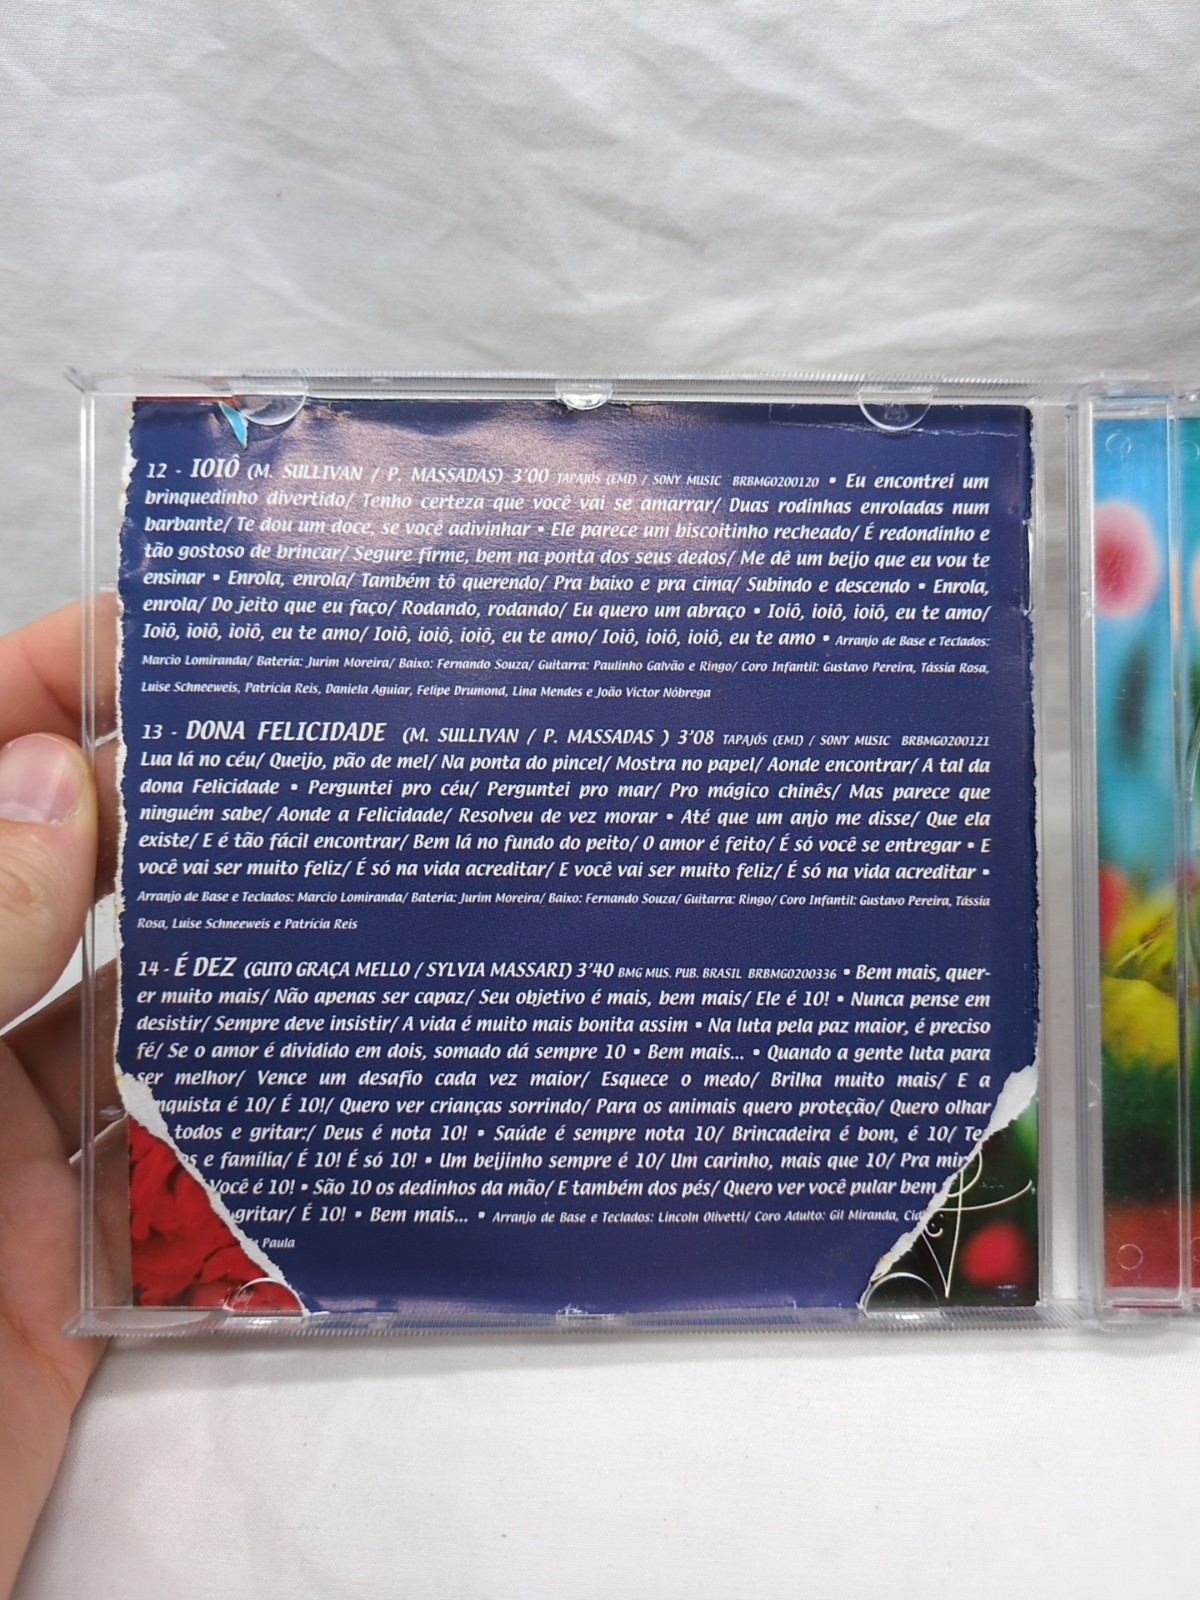 12 - IOIÔ (M. SULLIVAN / P. MASSADAS) 3’00 TAPAJÓS (EMI) / SONY MUSIC BRBMG0200120 • Eu encontrei um
brinquedinho divertido/ Tenho certeza que você vai se amarrar/ Duas rodinhas enroladas num
barbante/ Te dou um doce, se você adivinhar • Ele parece um biscoitinho recheado/ É redondinho e
tão gostoso de brincar/ Segure firme, bem na ponta dos seus dedos/ Me dê um beijo que eu vou te
ensinar • Enrola, enrola/ Também tô querendo/ Pra baixo e pra cima/ Subindo e descendo • Enrola,
enrola/ Do jeito que eu faço/ Rodando, rodando/ Eu quero um abraço • Ioiô, ioiô, ioiô, eu te amo/
Ioiô, ioiô, ioiô, eu te amo/ Ioiô, ioiô, ioiô, eu te amo/ Ioiô, ioiô, ioiô, eu te amo • Arranjo de Base e Teclados:
Marcio Lomiranda/ Bateria: Jurim Moreira/ Baixo: Fernando Souza/ Guitarra: Paulinho Galvão e Ringo/ Coro Infantil: Gustavo Pereira, Tássia Rosa,
Luise Schneeweis, Patrícia Reis, Daniela Aguiar, Felipe Drumond, Lina Mendes e João Victor Nóbrega
13 - DONA FELICIDADE (M. SULLIVAN / P. MASSADAS ) 3’08 TAPAJÓS (EMI) / SONY MUSIC BRBMG0200121
Lua lá no céu/ Queijo, pão de mel/ Na ponta do pincel/ Mostra no papel/ Aonde encontrar/ A tal da
dona Felicidade • Perguntei pro céu/ Perguntei pro mar/ Pro mágico chinês/ Mas parece que
ninguém sabe/ Aonde a Felicidade/ Resolveu de vez morar • Até que um anjo me disse/ Que ela
existe/ E é tão fácil encontrar/ Bem lá no fundo do peito/ O amor é feito/ É só você se entregar • E
você vai ser muito feliz/ É só na vida acreditar/ E você vai ser muito feliz/ É só na vida acreditar •
Arranjo de Base e Teclados: Marcio Lomiranda/ Bateria: Jurim Moreira/ Baixo: Fernando Souza/ Guitarra: Ringo/ Coro Infantil: Gustavo Pereira, Tássia
Rosa, Luise Schneeweis e Patrícia Reis
14 - É DEZ (GUTO GRAÇA MELLO / SYLVIA MASSARI) 3’40 BMG MUS. PUB. BRASIL BRBMG0200336 • Bem mais, quer-
er muito mais/ Não apenas ser capaz/ Seu objetivo é mais, bem mais/ Ele é 10! • Nunca pense em
desistir/ Sempre deve insistir/ A vida é muito mais bonita assim • Na luta pela paz maior, é preciso
fé/ Se o amor é dividido em dois, somado dá sempre 10 • Bem mais... • Quando a gente luta para
ser melhor/ Vence um desafio cada vez maior/ Esquece o medo/ Brilha muito mais/ E a
nquista é 10/ É 10!/ Quero ver crianças sorrindo/ Para os animais quero proteção/ Quero olhar
todos e gritar:/ Deus é nota 10! • Saúde é sempre nota 10/ Brincadeira é bom, é 10/ Te
s e família/ É 10! É só 10! • Um beijinho sempre é 10/ Um carinho, mais que 10/ Pra mi
Você é 10! • São 10 os dedinhos da mão/ E também dos pés/ Quero ver você pular bem
gritar/ É 10! • Bem mais... • Arranjo de Base e Teclados: Lincoln Olivetti/ Coro Adulto: Gil Miranda,
Paula